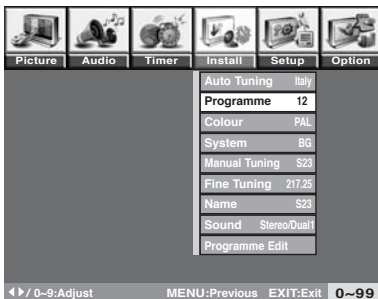 Picture Audio Timer Install Setup Option
Auto Tuning Italy
Programme 12
Colour PAL
System BG
Manual Tuning S23
Fine Tuning 217.25
Name S23
Sound Stereo/Dual1
Programme Edit
/ 0~9:Adjust MENU:Previous EXIT:Exit 0~99